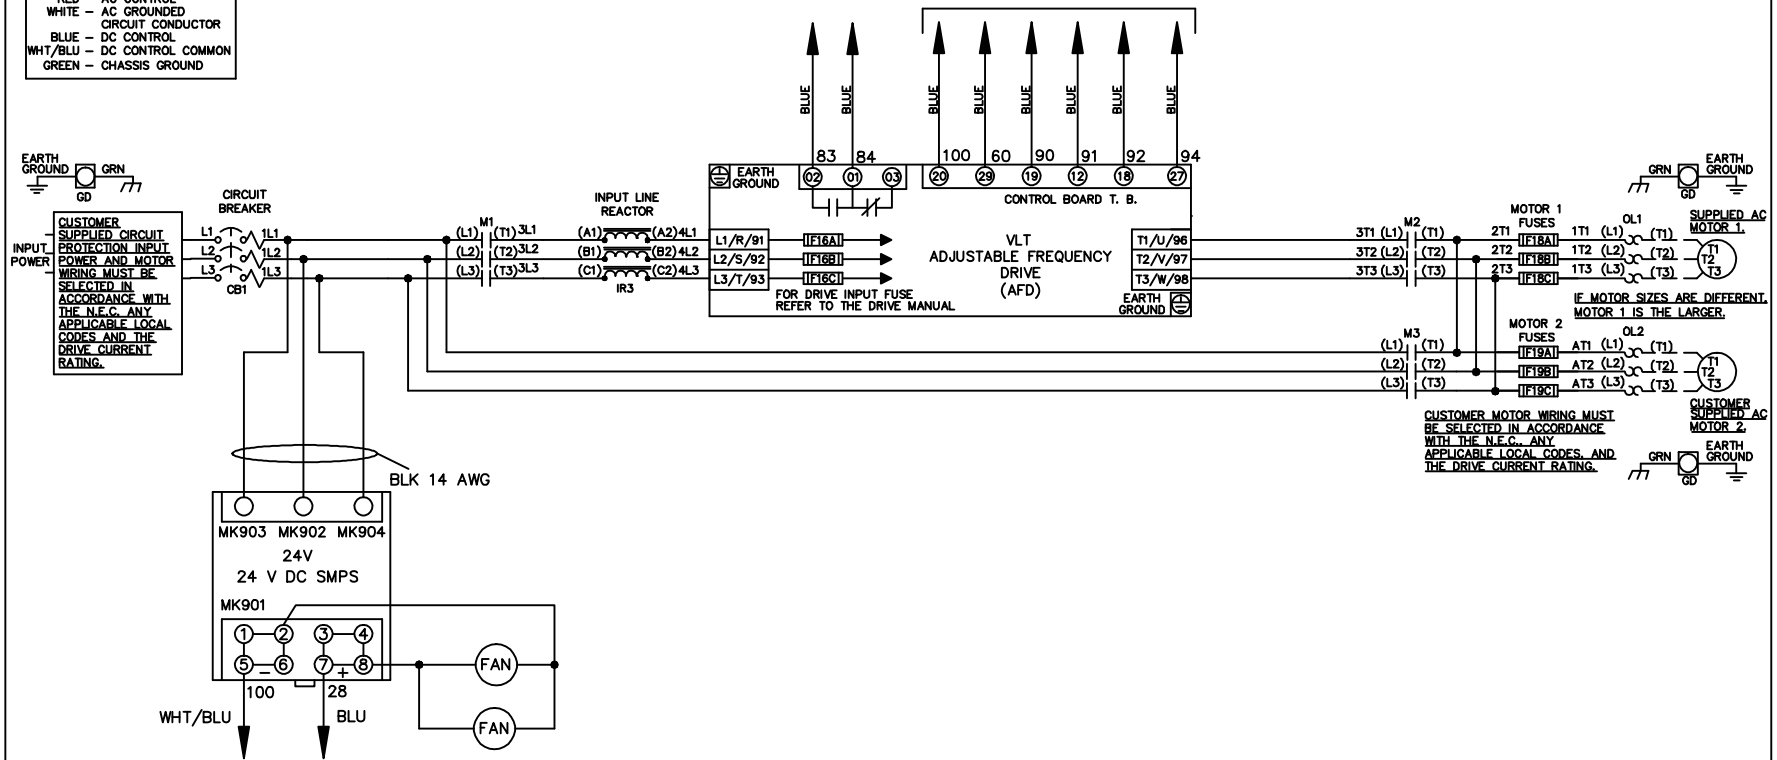 WHITE – AC GROUNDED
CIRCUIT CONDUCTOR
BLUE – DC CONTROL
WHT/BLU – DC CONTROL COMMON
GREEN – CHASSIS GROUND
BLUE
BLUE
BLUE
BLUE
BLUE
BLUE
BLUE
BLUE
83
84
100
60
90
91
92
94
02
01
03
20
29
19
12
18
27
EARTH
GROUND
CONTROL BOARD T. B.
EARTH
GROUND
GRN
GD
CUSTOMER
SUPPLIED CIRCUIT
PROTECTION INPUT
POWER AND MOTOR
WIRING MUST BE
SELECTED IN
ACCORDANCE WITH
THE N.E.C. ANY
APPLICABLE LOCAL
CODES AND THE
DRIVE CURRENT
RATING.
INPUT
POWER
CIRCUIT
BREAKER
L1
1L1
L2
1L2
L3
1L3
CB1
M1
(L1) (T1) 3L1
(L2) (T2) 3L2
(L3) (T3) 3L3
INPUT LINE
REACTOR
(A1) (A2) 4L1
(B1) (B2) 4L2
(C1) (C2) 4L3
IR3
L1/R/91
L2/S/92
L3/T/93
F16A
F16B
F16C
FOR DRIVE INPUT FUSE
REFER TO THE DRIVE MANUAL
VLT
ADJUSTABLE FREQUENCY
DRIVE
(AFD)
T1/U/96
T2/V/97
T3/W/98
EARTH
GROUND
M2
3T1 (L1) (T1)
3T2 (L2) (T2)
3T3 (L3) (T3)
M3
(L1) (T1)
(L2) (T2)
(L3) (T3)
MOTOR 1
FUSES
2T1 F18A 1T1 (L1) (T1)
2T2 F18B 1T2 (L2) (T2)
2T3 F18C 1T3 (L3) (T3)
OL1
GRN
EARTH
GROUND
GD
SUPPLIED AC
MOTOR 1.
T1
T2
T3
IF MOTOR SIZES ARE DIFFERENT.
MOTOR 1 IS THE LARGER.
MOTOR 2
FUSES
OL2
F19A AT1 (L1) (T1)
F19B AT2 (L2) (T2)
F19C AT3 (L3) (T3)
T1
T2
T3
CUSTOMER
SUPPLIED AC
MOTOR 2.
CUSTOMER MOTOR WIRING MUST
BE SELECTED IN ACCORDANCE
WITH THE N.E.C.. ANY
APPLICABLE LOCAL CODES. AND
THE DRIVE CURRENT RATING.
GRN
EARTH
GROUND
GD
BLK 14 AWG
MK903 MK902 MK904
24V
24 V DC SMPS
MK901
1 2 3 4
5 6 7 8
– +
100
28
WHT/BLU
BLU
FAN
FAN